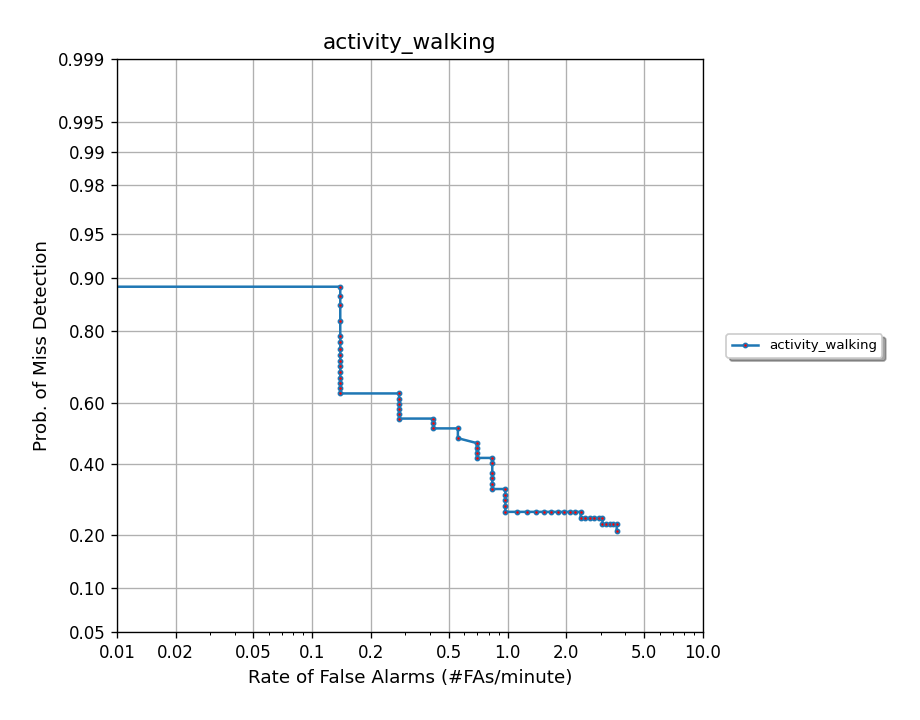 activity_walking
0.999
0.995
0.99
0.98
0.95
0.90
0.80
0.60
0.40
0.20
0.10
0.05
Prob. of Miss Detection
0.01 0.02 0.05 0.1 0.2 0.5 1.0 2.0 5.0 10.0
Rate of False Alarms (#FAs/minute)
activity_walking